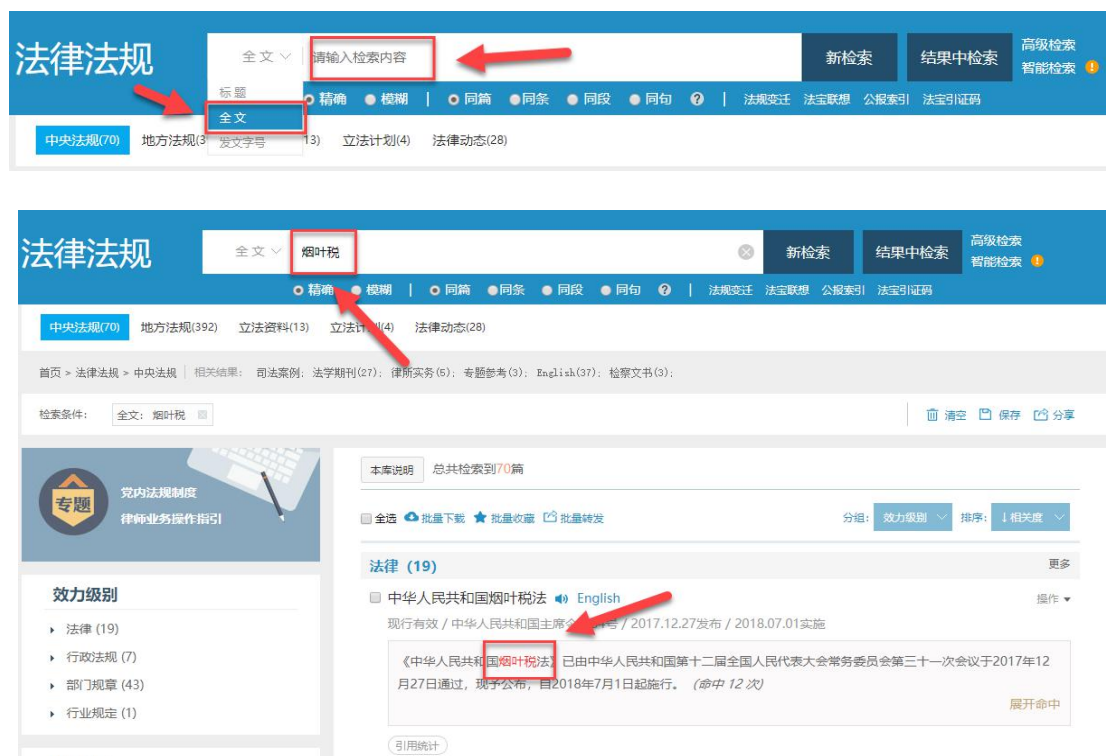 法律法规 全文 请输入检索内容 新检索 结果中检索 高级检索
智能检索
标题 精确 模糊 | 同篇 同条 同段 同句 | 法规变迁 法宝联想 公报索引 法宝引证码
全文
中央法规(70) 地方法规(3 发文字号 13) 立法计划(4) 法律动态(28)
法律法规 全文 烟叶税 新检索 结果中检索 高级检索
智能检索
精确 模糊 | 同篇 同条 同段 同句 | 法规变迁 法宝联想 公报索引 法宝引证码
中央法规(70) 地方法规(392) 立法资料(13) 立法计划(4) 法律动态(28)
首页 > 法律法规 > 中央法规 | 相关结果: 司法案例; 法学期刊(27); 律所实务(5); 专题参考(3); English(37); 检察文书(3);
检索条件: 全文: 烟叶税 清空 保存 分享
专题
党内法规制度
律师业务操作指引
本库说明 总共检索到70篇
全选 批量下载 批量收藏 批量转发 分组: 效力级别 排序: ↓相关度
法律 (19) 更多
效力级别
法律 (19)
行政法规 (7)
部门规章 (43)
行业规定 (1)
中华人民共和国烟叶税法 English 操作
现行有效 / 中华人民共和国主席令 号 / 2017.12.27发布 / 2018.07.01实施
《中华人民共和国烟叶税法》已由中华人民共和国第十二届全国人民代表大会常务委员会第三十一次会议于2017年12
月27日通过，现予公布，自2018年7月1日起施行。 (命中 12 次)
展开命中
引用统计